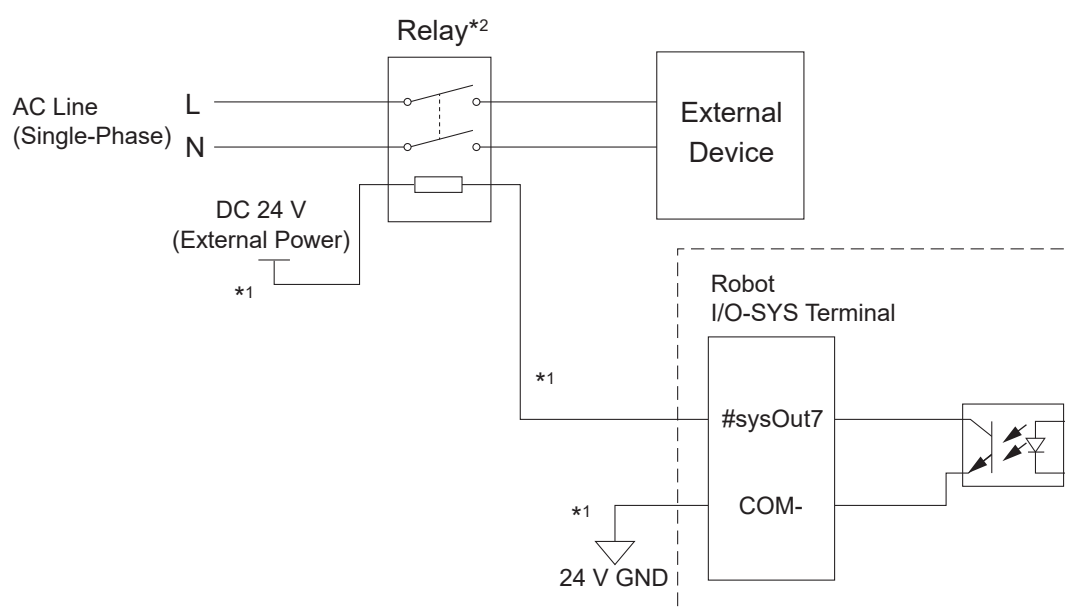 Relay*2
AC Line
(Single-Phase)
L
N
External
Device
DC 24 V
(External Power)
*1
Robot
I/O-SYS Terminal
*1
#sysOut7
*1
COM-
24 V GND